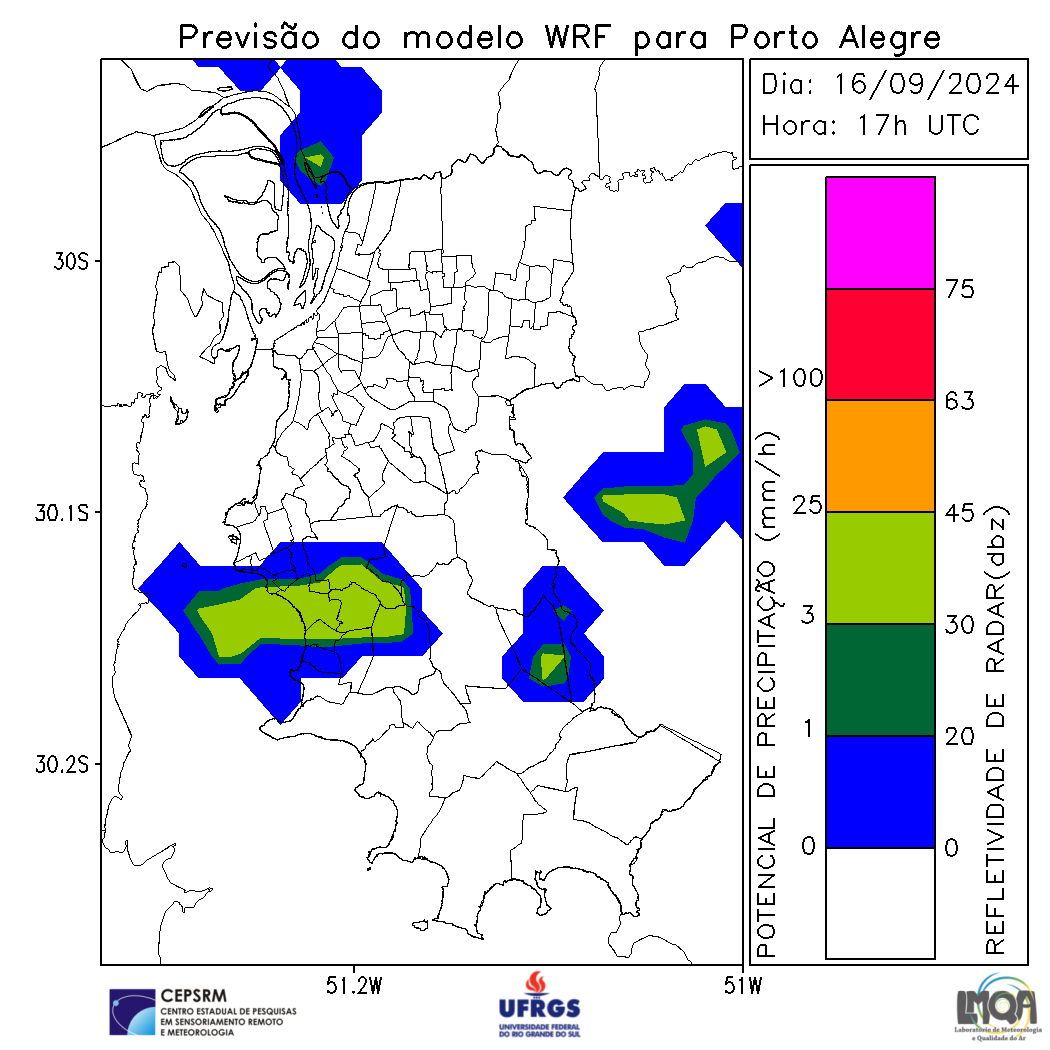 Previsão do modelo WRF para Porto Alegre
Dia: 16/09/2024
Hora: 17h UTC
30S
30.1S
30.2S
51.2W
51W
POTENCIAL DE PRECIPITAÇÃO (mm/h)
>100
25
3
1
0
75
63
45
30
20
0
REFLETIVIDADE DE RADAR(dbz)
CEPSRM
CENTRO ESTADUAL DE PESQUISAS
EM SENSORIAMENTO REMOTO
E METEOROLOGIA
UFRGS
UNIVERSIDADE FEDERAL
DO RIO GRANDE DO SUL
LMQA
Laboratório de Meteorologia
e Qualidade do Ar